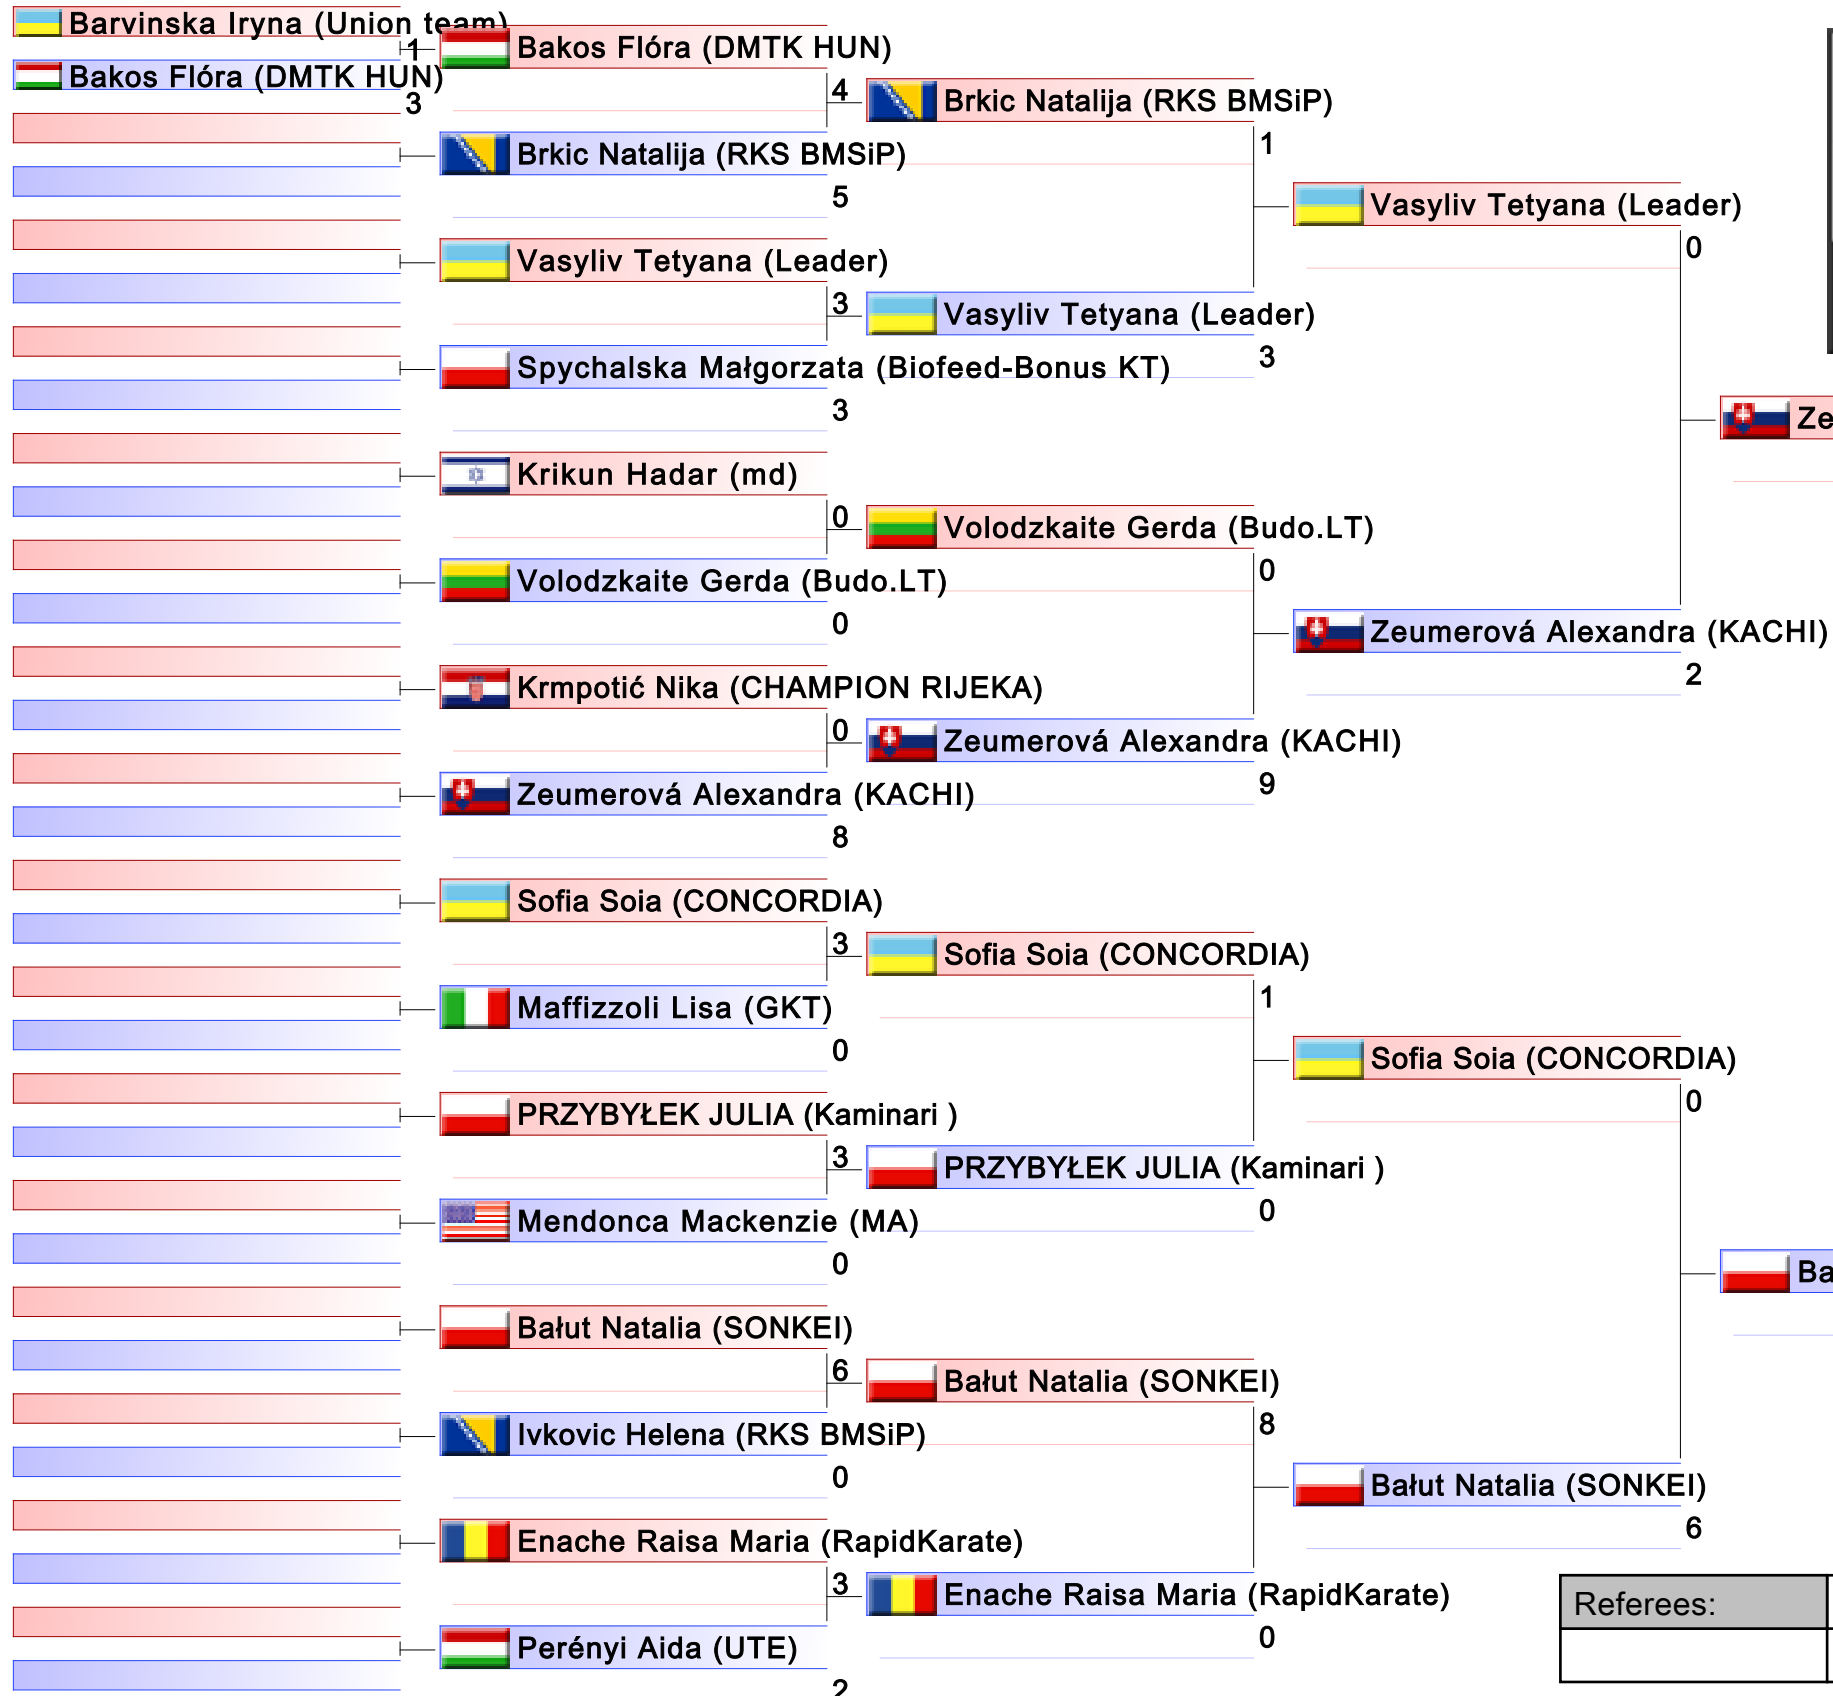 Barvinska Iryna (Union team)
1
Bakos Flóra (DMTK HUN)
3
Bakos Flóra (DMTK HUN)
4
Brkic Natalija (RKS BMSiP)
5
Vasyliv Tetyana (Leader)
3
Spychalska Małgorzata (Biofeed-Bonus KT)
3
Krikun Hadar (md)
0
Volodzkaite Gerda (Budo.LT)
0
Krmpotić Nika (CHAMPION RIJEKA)
0
Zeumerová Alexandra (KACHI)
8
Sofia Soia (CONCORDIA)
3
Maffizzoli Lisa (GKT)
0
PRZYBYŁEK JULIA (Kaminari )
3
Mendonca Mackenzie (MA)
0
Bałut Natalia (SONKEI)
6
Ivkovic Helena (RKS BMSiP)
0
Enache Raisa Maria (RapidKarate)
3
Perényi Aida (UTE)
2
Brkic Natalija (RKS BMSiP)
1
Vasyliv Tetyana (Leader)
3
Volodzkaite Gerda (Budo.LT)
0
Zeumerová Alexandra (KACHI)
9
Sofia Soia (CONCORDIA)
1
PRZYBYŁEK JULIA (Kaminari )
0
Bałut Natalia (SONKEI)
8
Enache Raisa Maria (RapidKarate)
0
Vasyliv Tetyana (Leader)
0
Zeumerová Alexandra (KACHI)
2
Sofia Soia (CONCORDIA)
0
Bałut Natalia (SONKEI)
6
Ze
Ba
Referees: